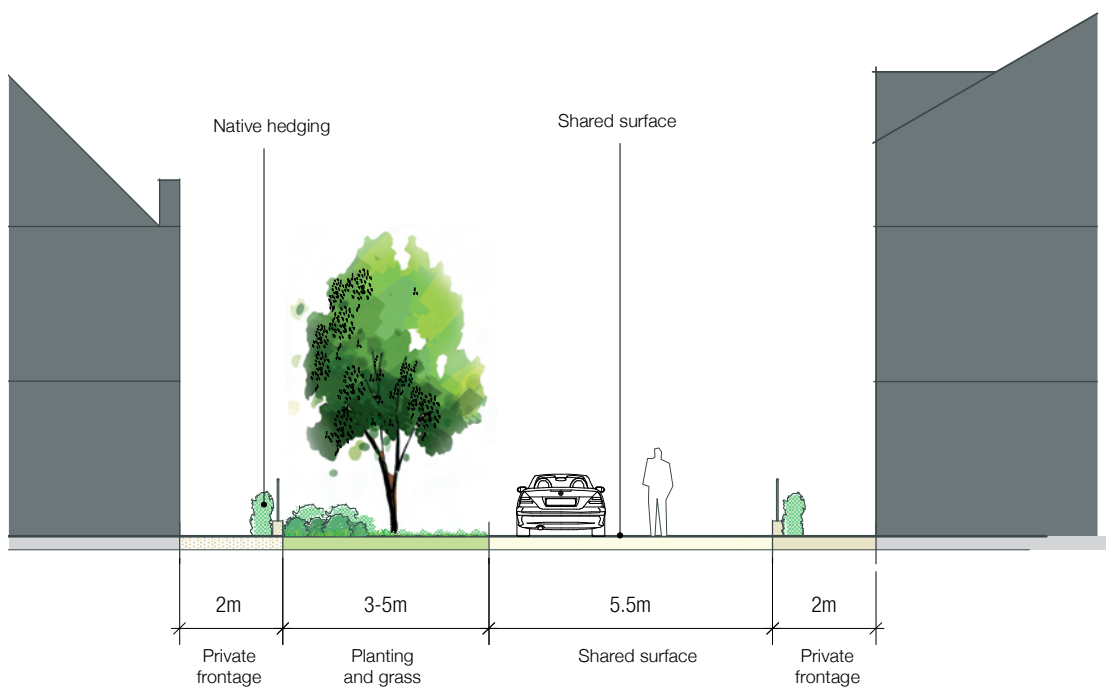 Native hedging
Shared surface
2m
3-5m
5.5m
2m
Private
frontage
Planting
and grass
Shared surface
Private
frontage